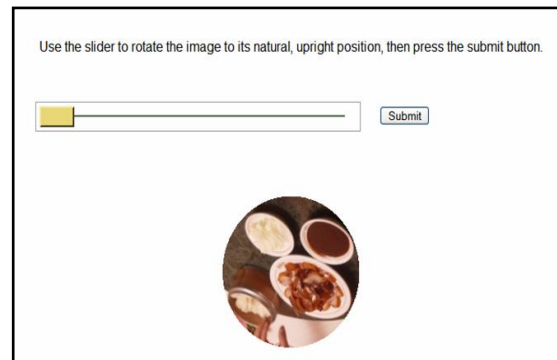 Use the slider to rotate the image to its natural, upright position, then press the submit button.
Submit